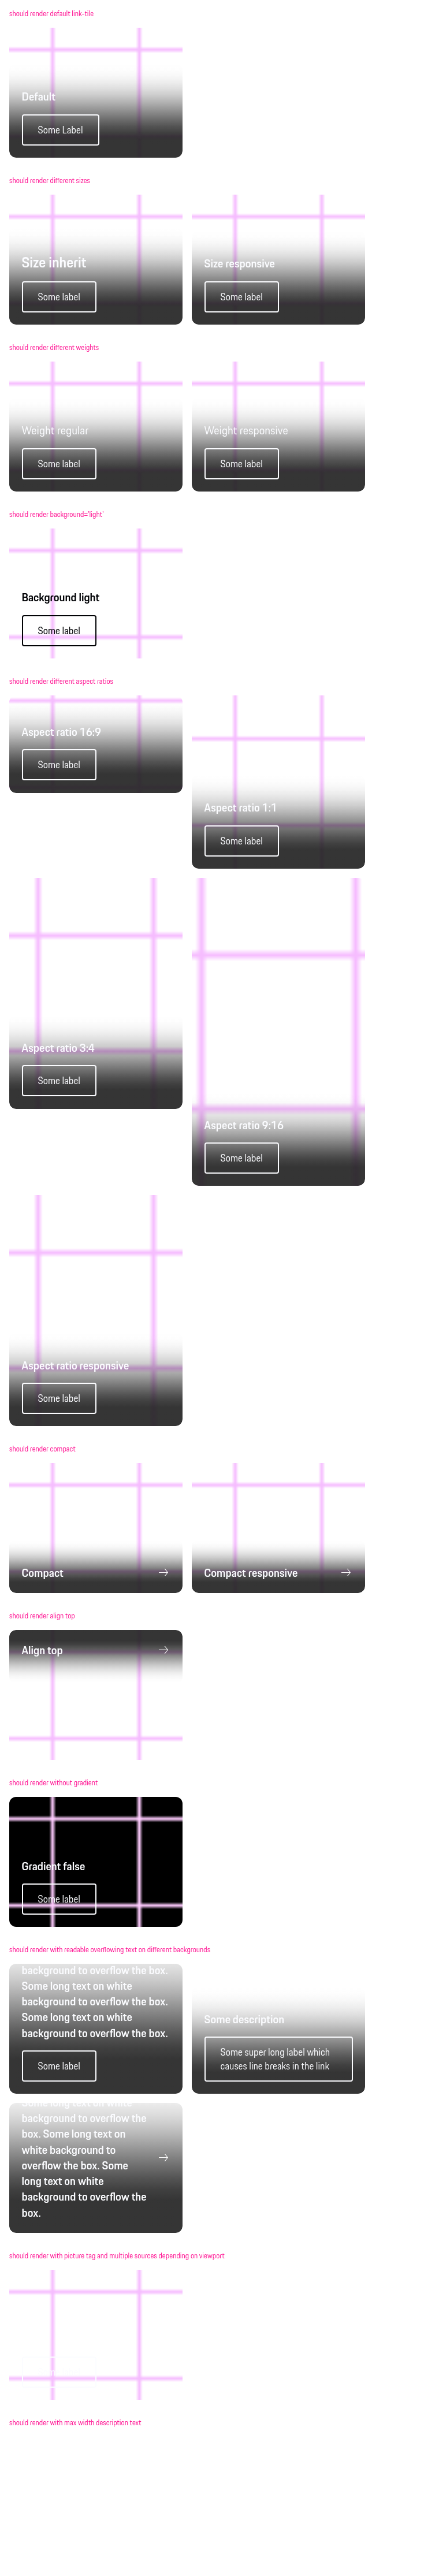 should render default link-tile
Default
Some Label
should render different sizes
Size inherit
Size responsive
Some label
Some label
should render different weights
Weight regular
Weight responsive
Some label
Some label
should render background='light'
Background light
Some label
should render different aspect ratios
Aspect ratio 16:9
Some label
Aspect ratio 1:1
Some label
Aspect ratio 3:4
Some label
Aspect ratio 9:16
Some label
Aspect ratio responsive
Some label
should render compact
Compact
Compact responsive
should render align top
Align top
should render without gradient
Gradient false
Some label
should render with readable overflowing text on different backgrounds
background to overflow the box.
Some long text on white
background to overflow the box.
Some long text on white
background to overflow the box.
Some label
Some description
Some super long label which
causes line breaks in the link
Some long text on white
background to overflow the
box. Some long text on
white background to
overflow the box. Some
long text on white
background to overflow the
box.
should render with picture tag and multiple sources depending on viewport
should render with max width description text